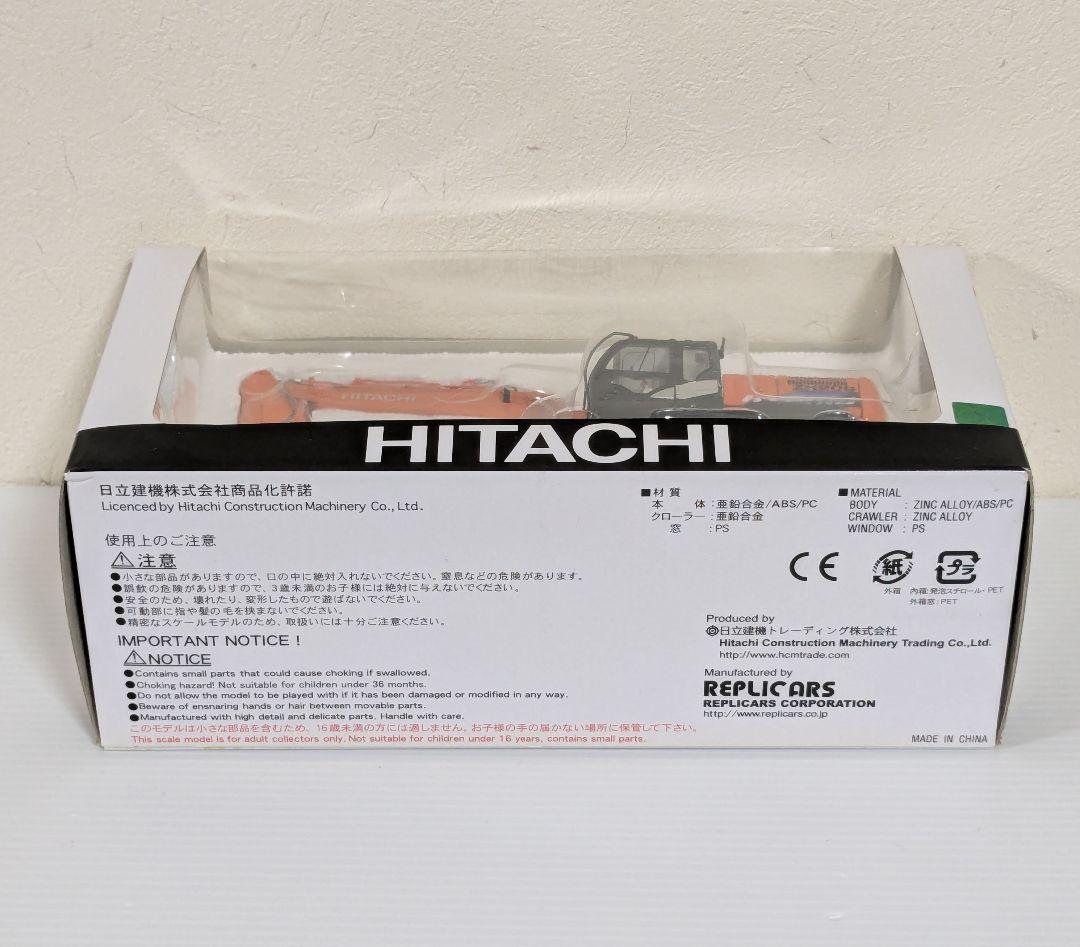 HITACHI
HITACHI
日立建機株式会社商品化許諾
Licenced by Hitachi Construction Machinery Co., Ltd.
使用上のご注意
注意
●小さな部品がありますので、口の中に絶対入れないでください。窒息などの危険があります。
●誤飲の危険がありますので、3歳未満のお子様には絶対に与えないでください。
●安全のため、壊れたり、変形したもので遊ばないでください。
●可動部に指や髪の毛を挟まないでください。
●精密なスケールモデルのため、取扱いには十分ご注意ください。
IMPORTANT NOTICE !
NOTICE
●Contains small parts that could cause choking if swallowed.
●Choking hazard! Not suitable for children under 36 months.
●Do not allow the model to be played with if it has been damaged or modified in any way.
●Beware of ensnaring hands or hair between movable parts.
●Manufactured with high detail and delicate parts. Handle with care.
このモデルは小さな部品を含むため、16歳未満の方には適しません。お子様の手の届かない場所に保管して下さい。
This scale model is for adult collectors only. Not suitable for children under 16 years, contains small parts.
■材質
本体:亜鉛合金/ABS/PC
クローラー:亜鉛合金
窓:PS
■MATERIAL
BODY : ZINC ALLOY/ABS/PC
CRAWLER : ZINC ALLOY
WINDOW : PS
CE
紙
プラ
外箱
内箱:発泡スチロール・PET
外箱窓:PET
Produced by
日立建機トレーディング株式会社
Hitachi Construction Machinery Trading Co.,Ltd.
http://www.hcmtrade.com
Manufactured by
REPLICARS
REPLICARS CORPORATION
http://www.replicars.co.jp
MADE IN CHINA